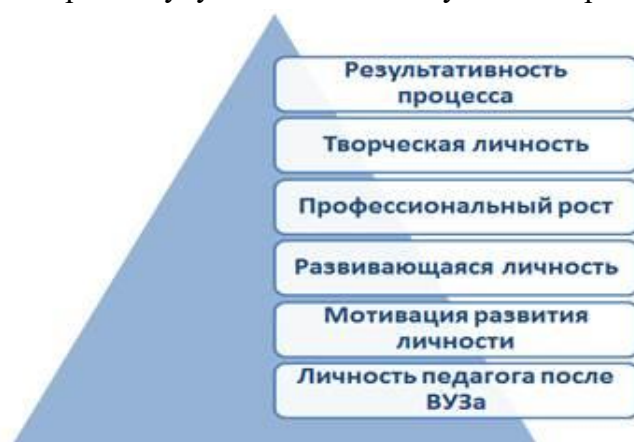 Результативность
процесса
Творческая личность
Профессиональный рост
Развивающаяся личность
Мотивация развития
личности
Личность педагога после
ВУЗа